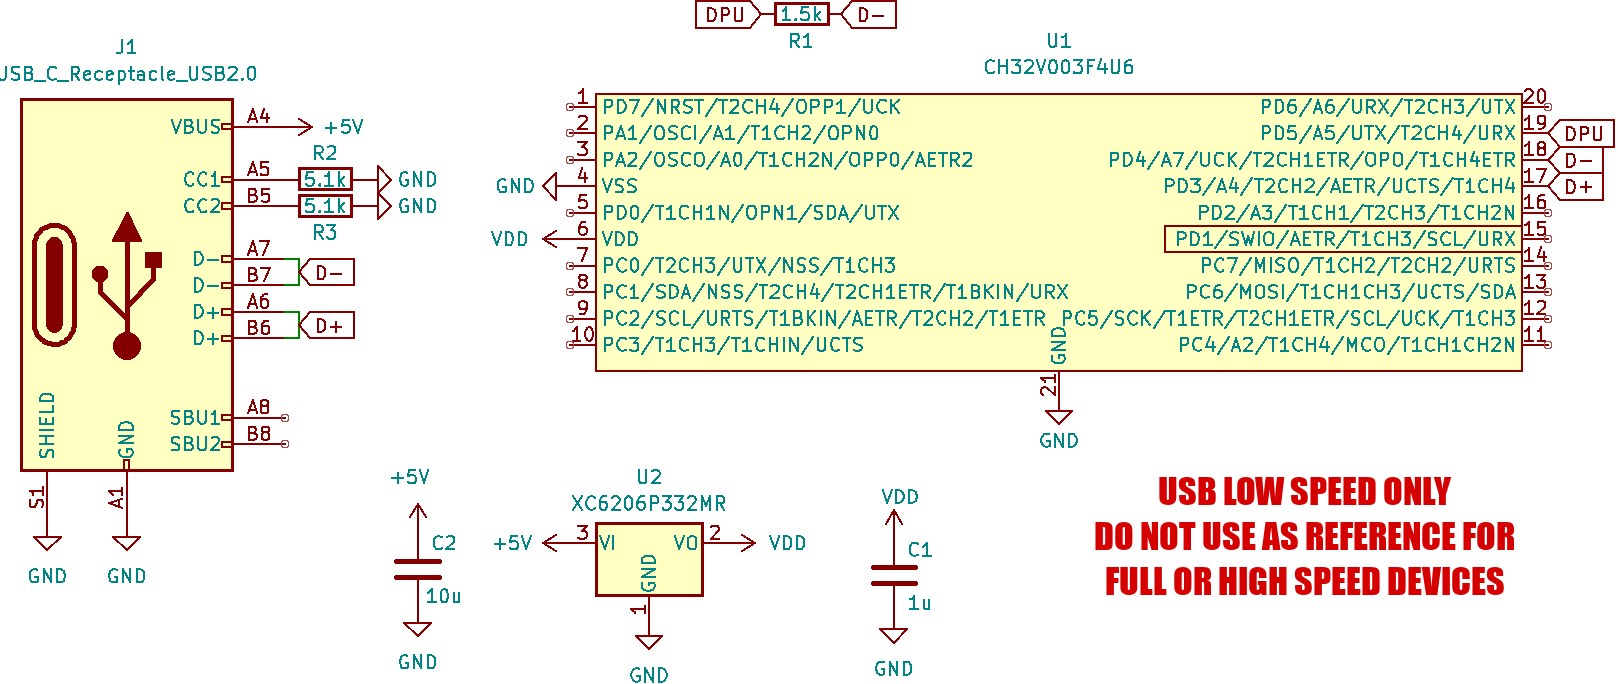 DPU 1.5k D-
R1
J1
USB_C_Receptacle_USB2.0
VBUS A4 +5V
R2
CC1 A5 5.1k GND
CC2 B5 5.1k GND
R3
D- A7
D- B7 D-
D+ A6
D+ B6 D+
SBU1 A8
SBU2 B8
SHIELD GND
S1 A1
GND GND
U1
CH32V003F4U6
1 PD7/NRST/T2CH4/OPP1/UCK
2 PA1/OSCI/A1/T1CH2/OPN0
3 PA2/OSCO/A0/T1CH2N/OPP0/AETR2
GND 4 VSS
5 PD0/T1CH1N/OPN1/SDA/UTX
VDD 6 VDD
7 PC0/T2CH3/UTX/NSS/T1CH3
8 PC1/SDA/NSS/T2CH4/T2CH1ETR/T1BKIN/URX
9 PC2/SCL/URTS/T1BKIN/AETR/T2CH2/T1ETR
10 PC3/T1CH3/T1CHIN/UCTS
PD6/A6/URX/T2CH3/UTX 20
PD5/A5/UTX/T2CH4/URX 19 DPU
PD4/A7/UCK/T2CH1ETR/OPO/T1CH4ETR 18 D-
PD3/A4/T2CH2/AETR/UCTS/T1CH4 17 D+
PD2/A3/T1CH1/T2CH3/T1CH2N 16
PD1/SWIO/AETR/T1CH3/SCL/URX 15
PC7/MISO/T1CH2/T2CH2/URTS 14
PC6/MOSI/T1CH1CH3/UCTS/SDA 13
PC5/SCK/T1ETR/T2CH1ETR/SCL/UCK/T1CH3 12
PC4/A2/T1CH4/MCO/T1CH1CH2N 11
GND
21
GND
+5V
C2
10u
GND
U2
XC6206P332MR
+5V 3 VI VO 2 VDD
GND
1
GND
VDD
C1
1u
GND
USB LOW SPEED ONLY
DO NOT USE AS REFERENCE FOR
FULL OR HIGH SPEED DEVICES